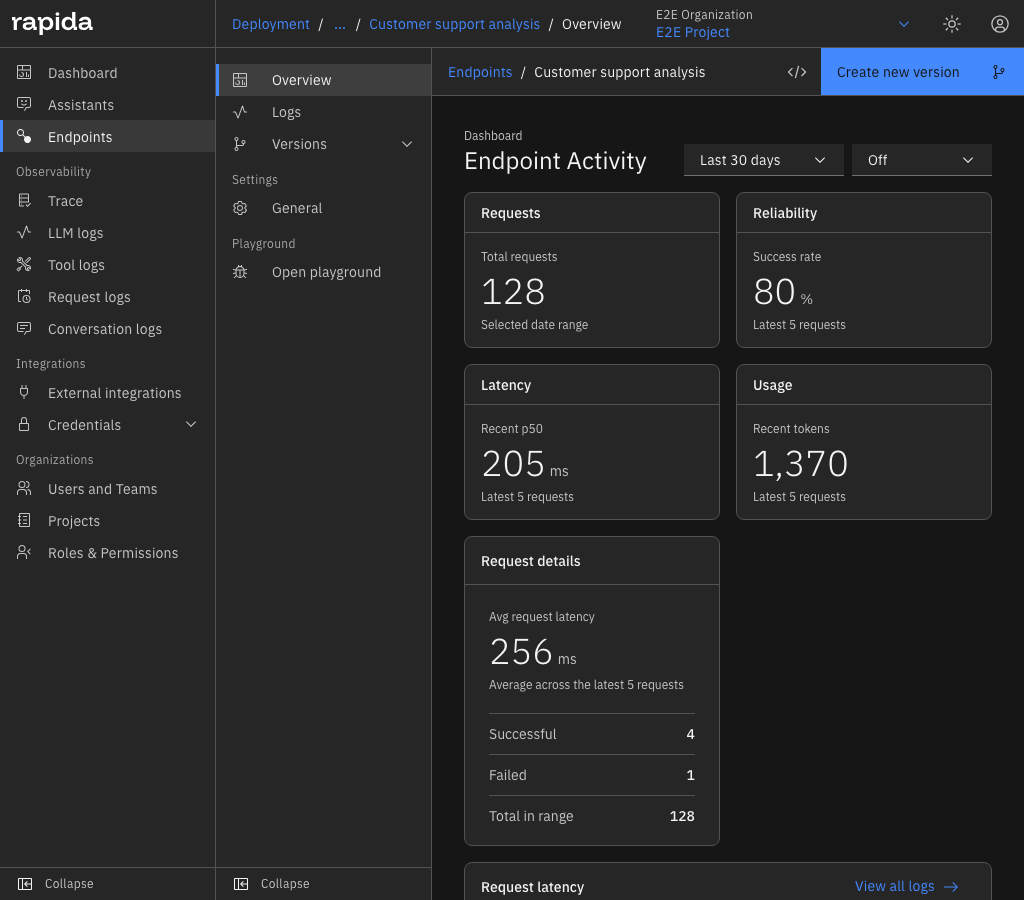 rapida
Deployment / ... / Customer support analysis / Overview
E2E Organization
E2E Project
Dashboard
Assistants
Endpoints
Observability
Trace
LLM logs
Tool logs
Request logs
Conversation logs
Integrations
External integrations
Credentials
Organizations
Users and Teams
Projects
Roles & Permissions
Collapse
Overview
Logs
Versions
Settings
General
Playground
Open playground
Collapse
Endpoints / Customer support analysis
Create new version
Dashboard
Endpoint Activity
Last 30 days
Off
Requests
Total requests
128
Selected date range
Reliability
Success rate
80 %
Latest 5 requests
Latency
Recent p50
205 ms
Latest 5 requests
Usage
Recent tokens
1,370
Latest 5 requests
Request details
Avg request latency
256 ms
Average across the latest 5 requests
Successful 4
Failed 1
Total in range 128
Request latency
View all logs